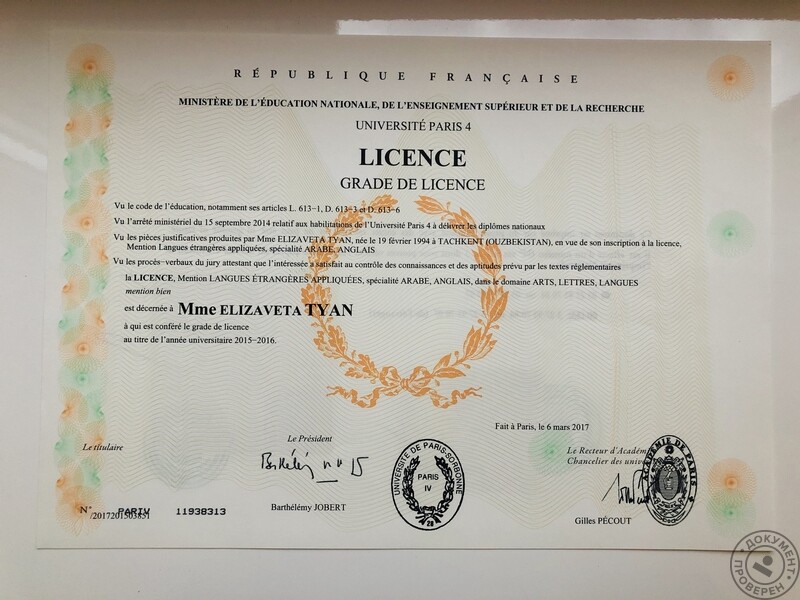 RÉPUBLIQUE FRANÇAISE
MINISTÈRE DE L'ÉDUCATION NATIONALE, DE L'ENSEIGNEMENT SUPÉRIEUR ET DE LA RECHERCHE
UNIVERSITÉ PARIS 4
LICENCE
GRADE DE LICENCE
Vu le code de l'éducation, notamment ses articles L. 613-1, D. 613-3 et D. 613-6
Vu l'arrêté ministériel du 15 septembre 2014 relatif aux habilitations de l'Université Paris 4 à délivrer les diplômes nationaux
Vu les pièces justificatives produites par Mme ELIZAVETA TYAN, née le 19 février 1994 à TACHKENT (OUZBEKISTAN), en vue de son inscription à la licence,
Mention Langues étrangères appliquées, spécialité ARABE, ANGLAIS
Vu les procès-verbaux du jury attestant que l'intéressée a satisfait au contrôle des connaissances et des aptitudes prévu par les textes réglementaires
la LICENCE, Mention LANGUES ÉTRANGÈRES APPLIQUÉES, spécialité ARABE, ANGLAIS, dans le domaine ARTS, LETTRES, LANGUES
mention bien
est décernée à Mme ELIZAVETA TYAN
à qui est conféré le grade de licence
au titre de l'année universitaire 2015-2016.
Fait à Paris, le 6 mars 2017
Le titulaire
Le Président
Le Recteur d'Académ
Chancelier des unive
Barthélémy JOBERT
Gilles PÉCOUT
UNIVERSITÉ DE PARIS-SORBONNE
PARIS
IV
ACADÉMIE DE PARIS
N° PARIV 11938313
ДОКУМЕНТ
ПРОВЕРЕН